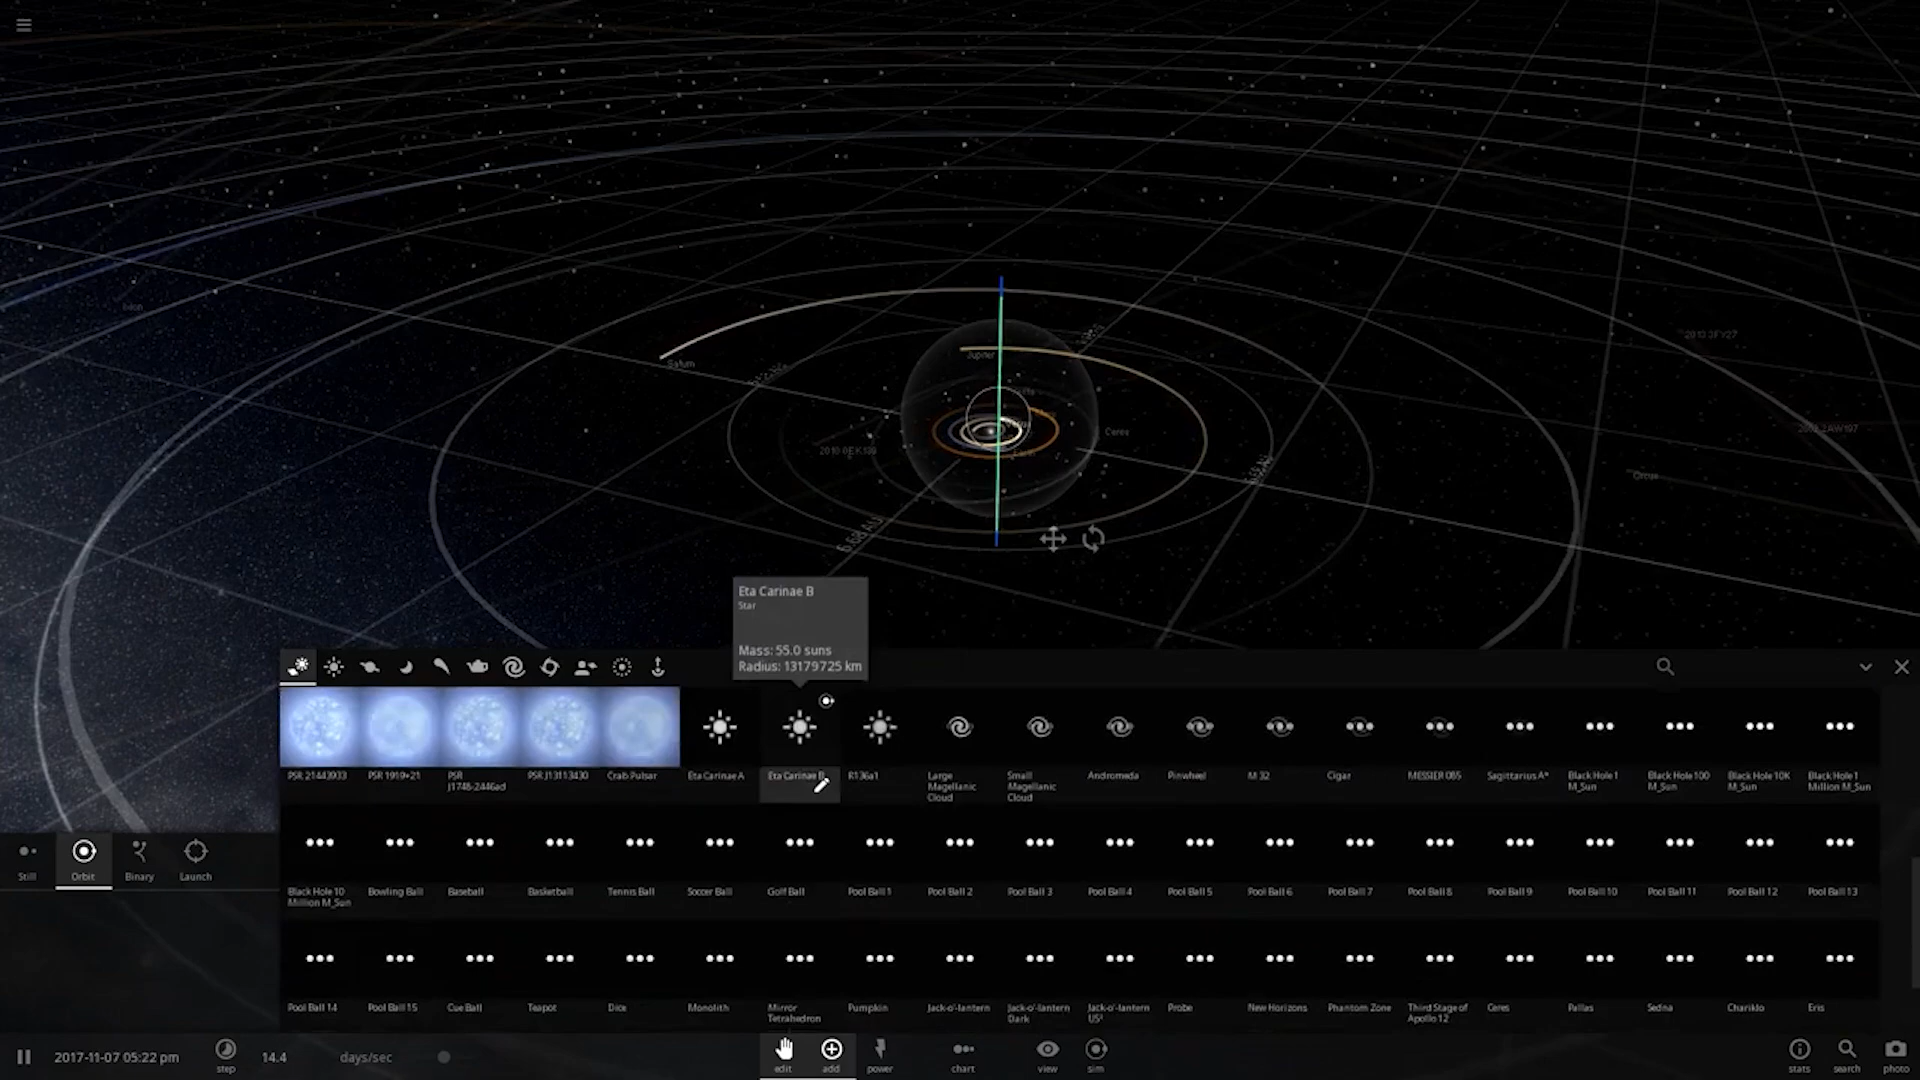 2013 3FY27
Jupiter
Saturn
Ceres
2010 0EK139
Orcus
6.68 AU
Eta Carinae B
Star
Mass: 55.0 suns
Radius: 13179725 km
PSR 1919+21
PSR
J1748-2446ad
PSR J1311-3430
Crab Pulsar
Eta Carinae A
Eta Carinae B
R136a1
Large
Magellanic
Cloud
Small
Magellanic
Cloud
Andromeda
Pinwheel
M 32
Cigar
MESSIER 085
Sagittarius A*
Black Hole 1
M_Sun
Black Hole 100
M_Sun
Black Hole 10K
M_Sun
Black Hole 1
Million M_Sun
Still
Orbit
Binary
Launch
Black Hole 10
Million M_Sun
Bowling Ball
Baseball
Basketball
Tennis Ball
Soccer Ball
Golf Ball
Pool Ball 1
Pool Ball 2
Pool Ball 3
Pool Ball 4
Pool Ball 5
Pool Ball 6
Pool Ball 7
Pool Ball 8
Pool Ball 9
Pool Ball 10
Pool Ball 11
Pool Ball 12
Pool Ball 13
Pool Ball 14
Pool Ball 15
Cue Ball
Teapot
Dice
Monolith
Mirror
Tetrahedron
Pumpkin
Jack-o'-lantern
Jack-o'-lantern
Dark
Jack-o'-lantern
US²
Probe
New Horizons
Phantom Zone
Third Stage of
Apollo 12
Ceres
Pallas
Sedna
Chariklo
Eris
2017-11-07 05:22 pm
step
14.4
days/sec
edit
add
power
chart
view
sim
stats
search
photo